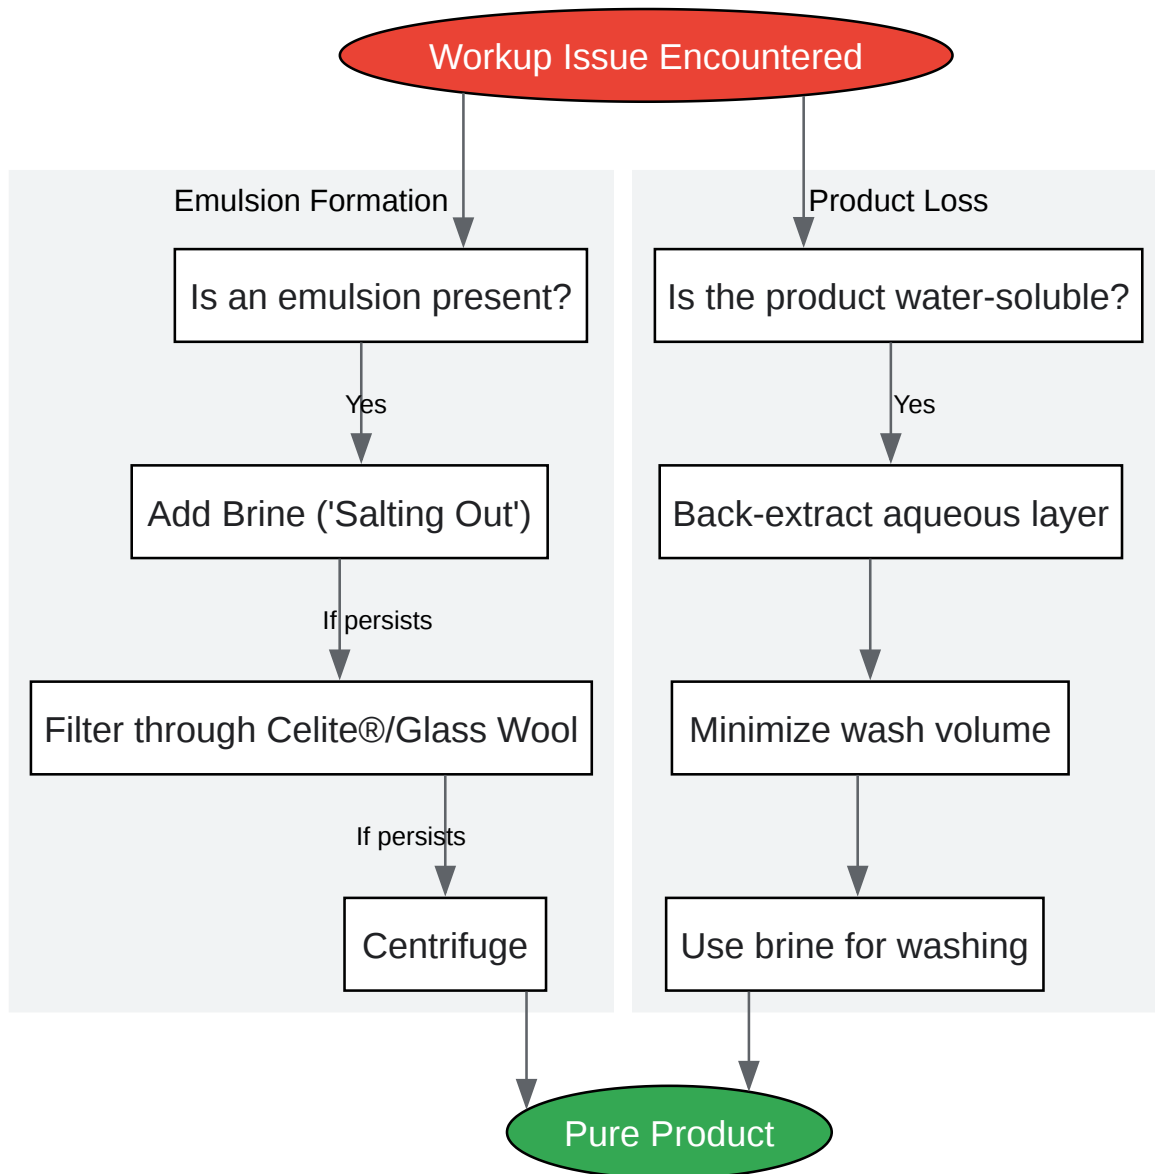 Workup Issue Encountered
Emulsion Formation
Product Loss
Is an emulsion present?
Is the product water-soluble?
Yes
Yes
Add Brine ('Salting Out')
Back-extract aqueous layer
If persists
Filter through Celite®/Glass Wool
Minimize wash volume
If persists
Centrifuge
Use brine for washing
Pure Product